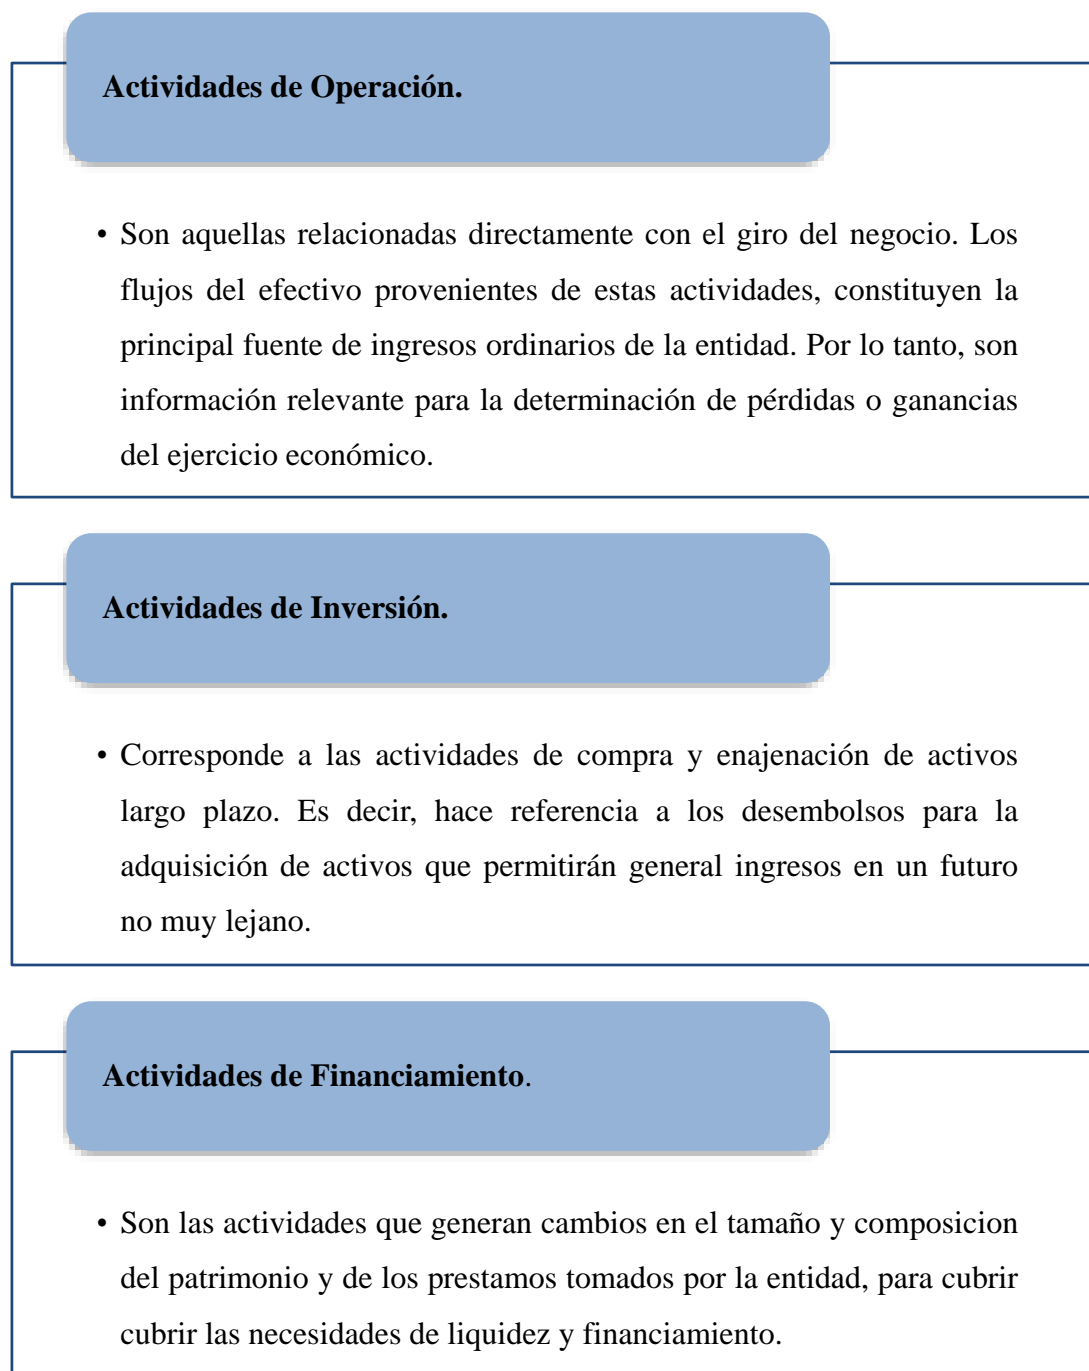 Actividades de Operación.
• Son aquellas relacionadas directamente con el giro del negocio. Los
flujos del efectivo provenientes de estas actividades, constituyen la
principal fuente de ingresos ordinarios de la entidad. Por lo tanto, son
información relevante para la determinación de pérdidas o ganancias
del ejercicio económico.
Actividades de Inversión.
• Corresponde a las actividades de compra y enajenación de activos
largo plazo. Es decir, hace referencia a los desembolsos para la
adquisición de activos que permitirán general ingresos en un futuro
no muy lejano.
Actividades de Financiamiento.
• Son las actividades que generan cambios en el tamaño y composicion
del patrimonio y de los prestamos tomados por la entidad, para cubrir
cubrir las necesidades de liquidez y financiamiento.